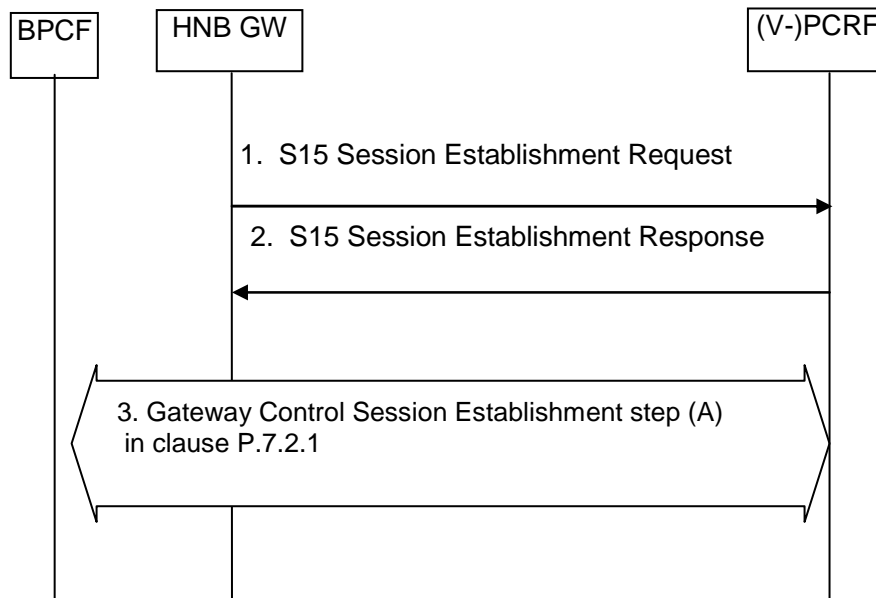 BPCF
HNB GW
(V-)PCRF
1. S15 Session Establishment Request
2. S15 Session Establishment Response
3. Gateway Control Session Establishment step (A)
in clause P.7.2.1